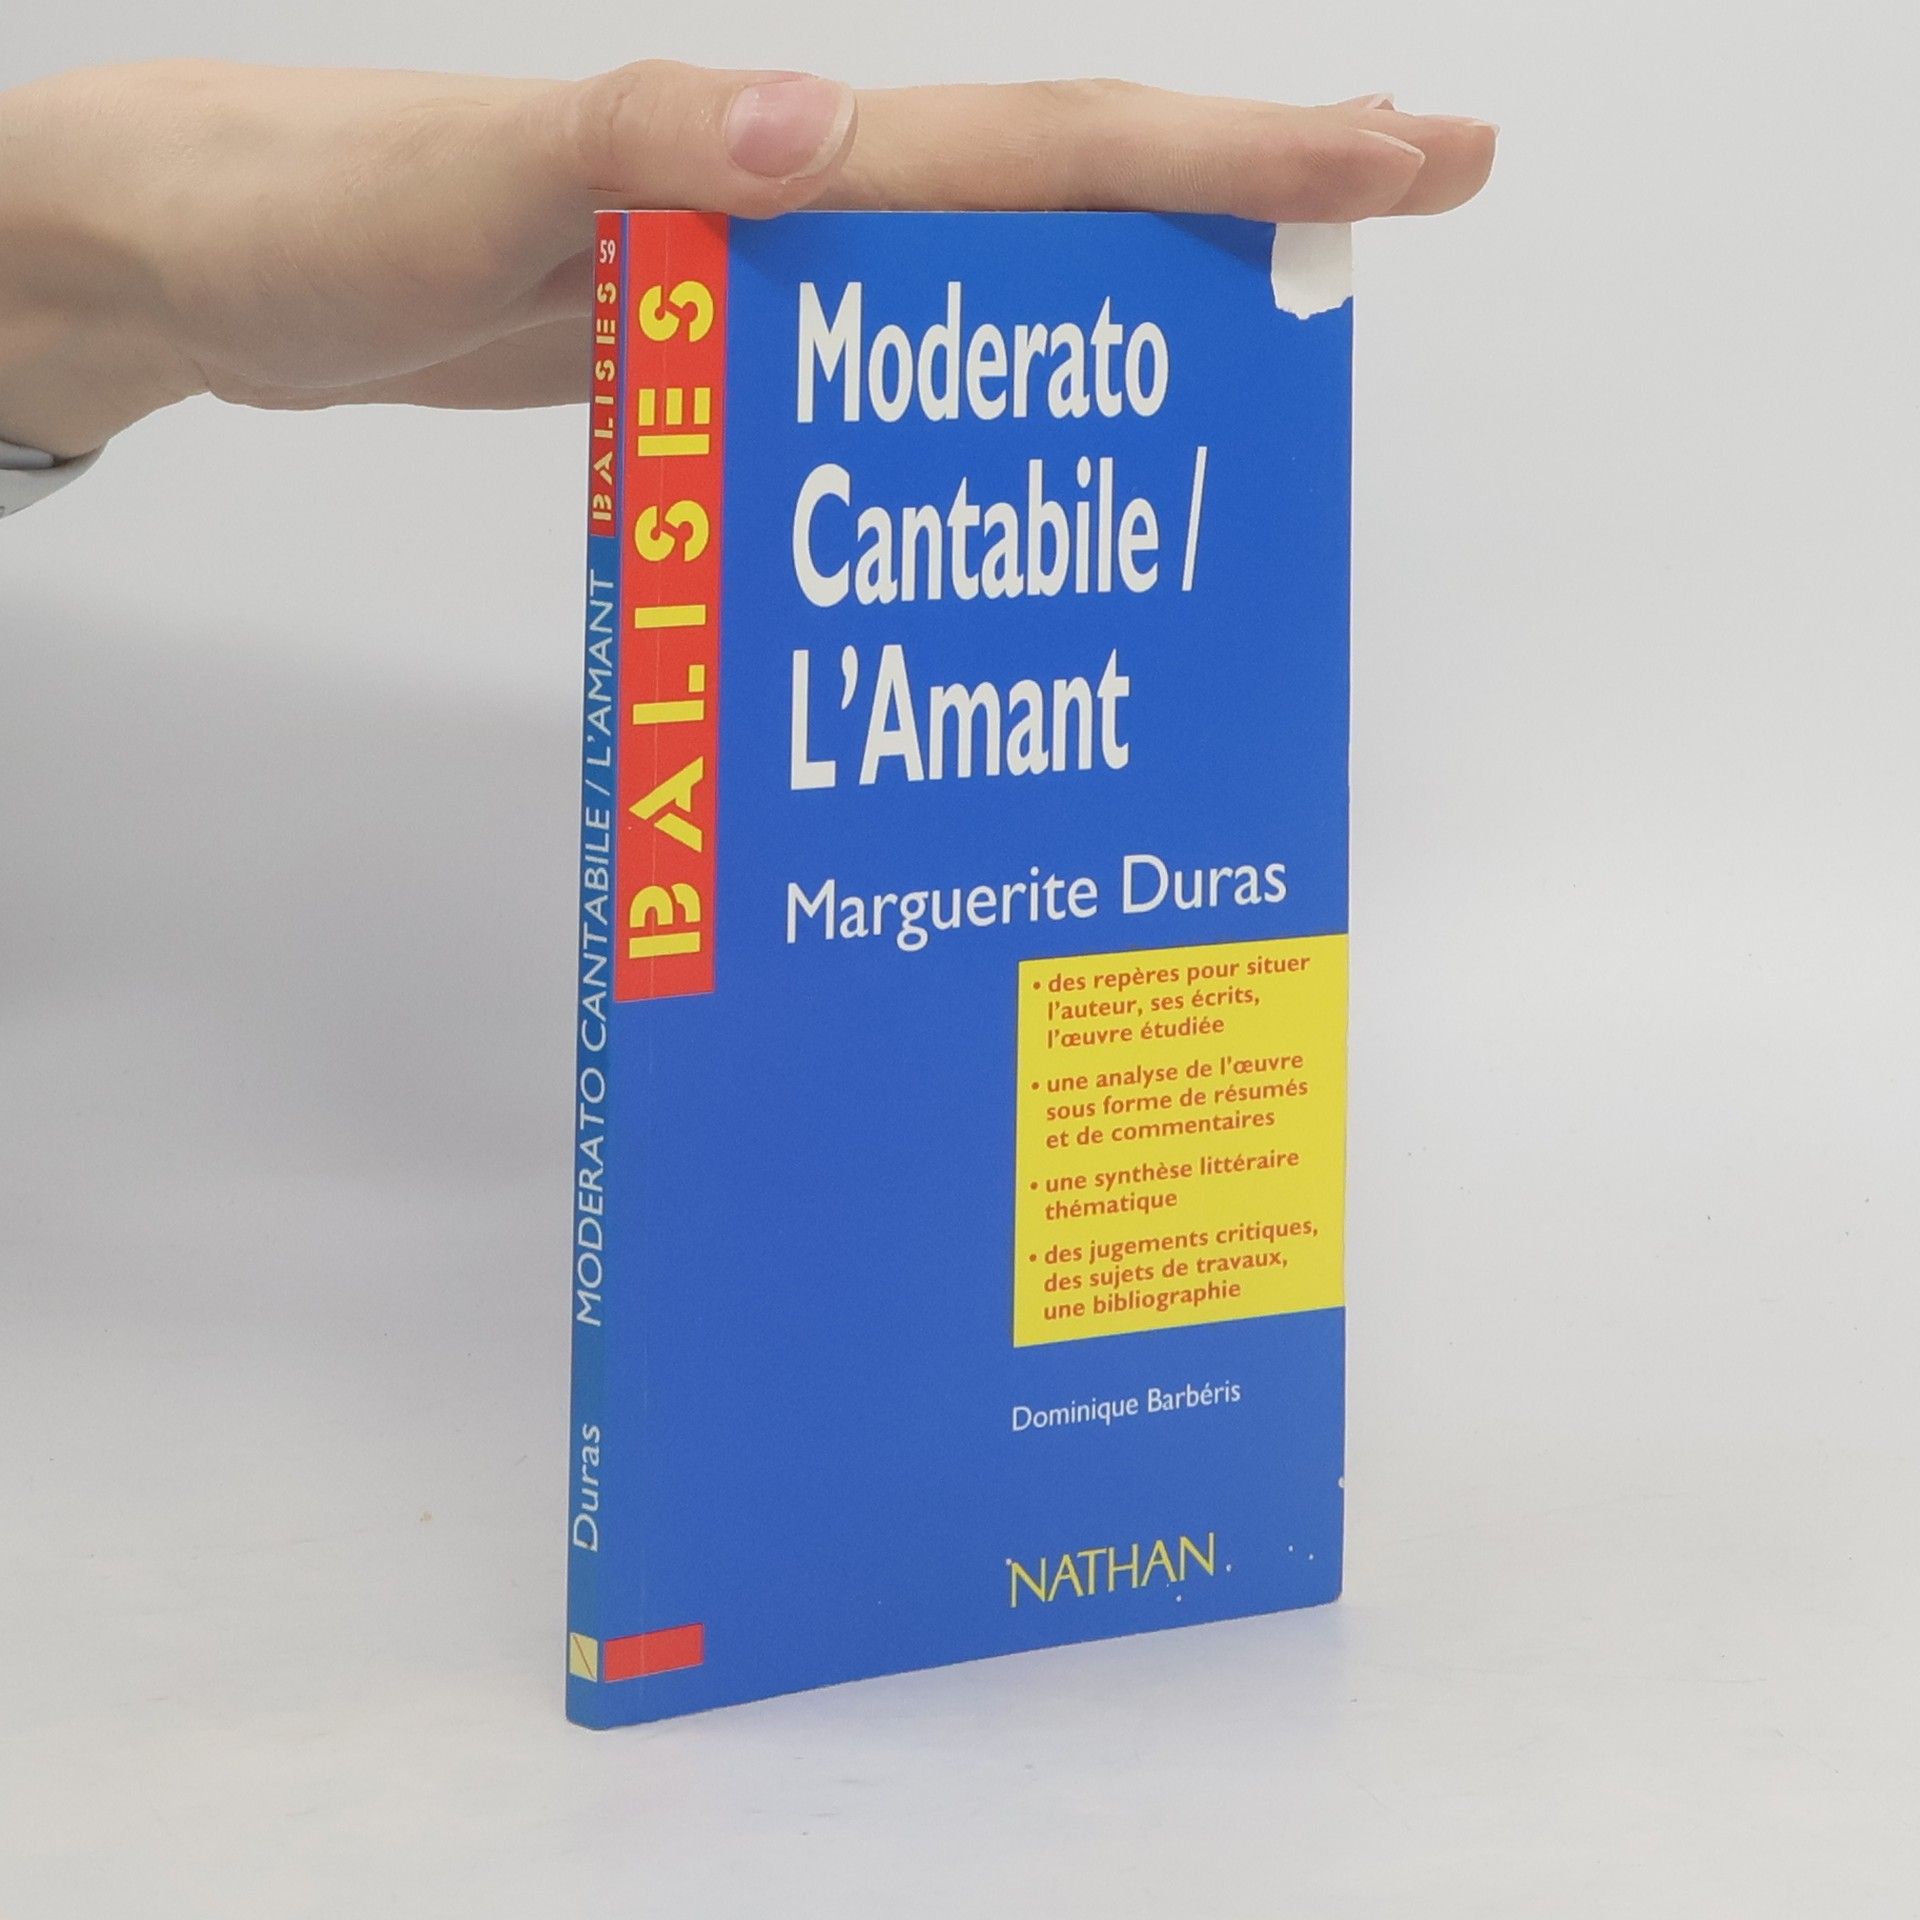 59
BALISES
MODERATO CANTABILE / L'AMANT
Duras
BALISES
Moderato
Cantabile /
L'Amant
Marguerite Duras
• des repères pour situer
l'auteur, ses écrits,
l'œuvre étudiée
• une analyse de l'œuvre
sous forme de résumés
et de commentaires
• une synthèse littéraire
thématique
• des jugements critiques,
des sujets de travaux,
une bibliographie
Dominique Barbéris
NATHAN